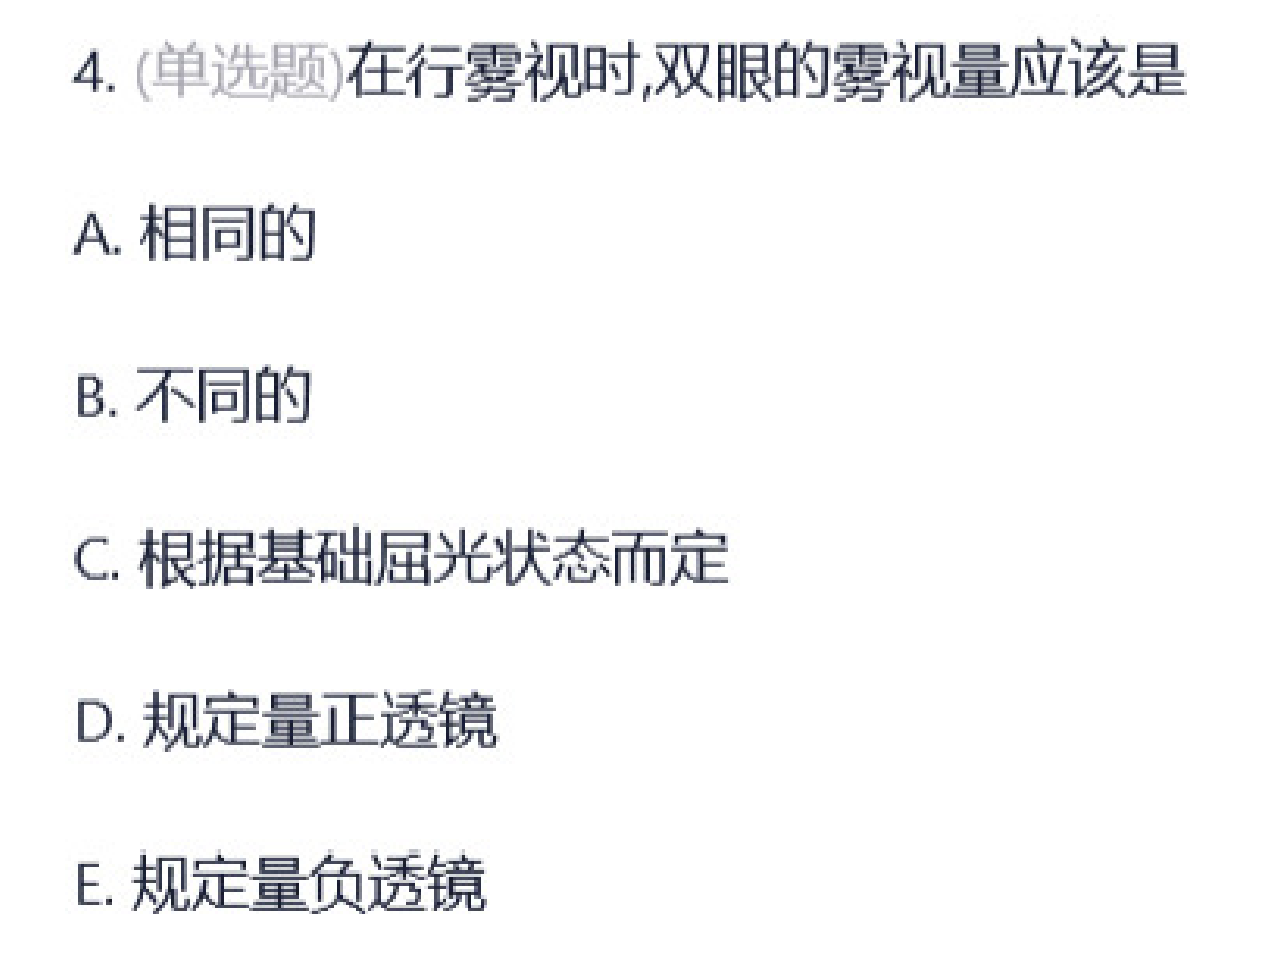 4. (单选题)在行雾视时,双眼的雾视量应该是
A. 相同的
B. 不同的
C. 根据基础屈光状态而定
D. 规定量正透镜
E. 规定量负透镜